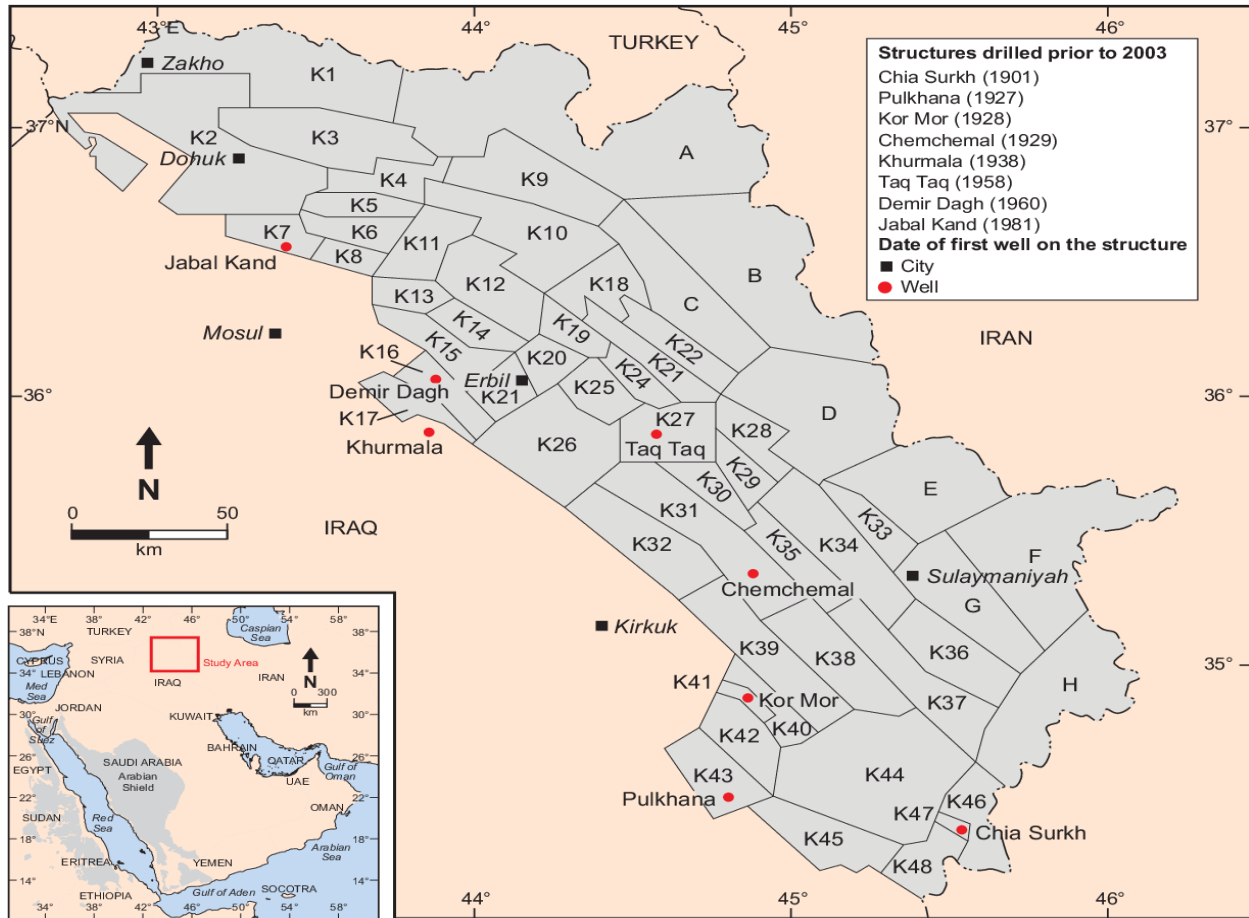 43°E
44°
45°
46°
TURKEY
Structures drilled prior to 2003
Chia Surkh (1901)
Pulkhana (1927)
Kor Mor (1928)
Chemchemal (1929)
Khurmala (1938)
Taq Taq (1958)
Demir Dagh (1960)
Jabal Kand (1981)
Date of first well on the structure
City
Well
Zakho
K1
37°N
37°
K2
K3
A
Dohuk
K4
K9
K5
K7
K6
K11
K10
B
Jabal Kand
K8
K13
K12
K18
C
IRAN
Mosul
K14
K19
K22
K15
K16
K20
K24
K21
Demir Dagh
Erbil
K21
K25
36°
36°
K17
K27
D
Khurmala
K26
Taq Taq
K28
K29
K30
E
N
0
50
km
IRAQ
K31
K33
F
K32
K35
K34
Chemchemal
Sulaymaniyah
G
Kirkuk
K39
K38
K36
35°
H
K41
Kor Mor
K37
K42
K40
K43
K44
Pulkhana
K47
K46
Chia Surkh
K45
K48
44°
45°
46°
34°E
38°
42°
46°
50°
54°
58°
38°N
TURKEY
Caspian
Sea
CYPRUS
SYRIA
Study Area
N
34°
LEBANON
Med
Sea
IRAQ
IRAN
0
300
km
34°
JORDAN
30°
KUWAIT
30°
Gulf
of
Suez
BAHRAIN
26°
SAUDI ARABIA
QATAR
Gulf of
Oman
26°
EGYPT
Arabian
Shield
UAE
22°
OMAN
22°
SUDAN
Red
Sea
18°
Arabian
Sea
18°
ERITREA
YEMEN
14°
Gulf of Aden
SOCOTRA
14°
ETHIOPIA
38°
42°
46°
50°
54°
58°